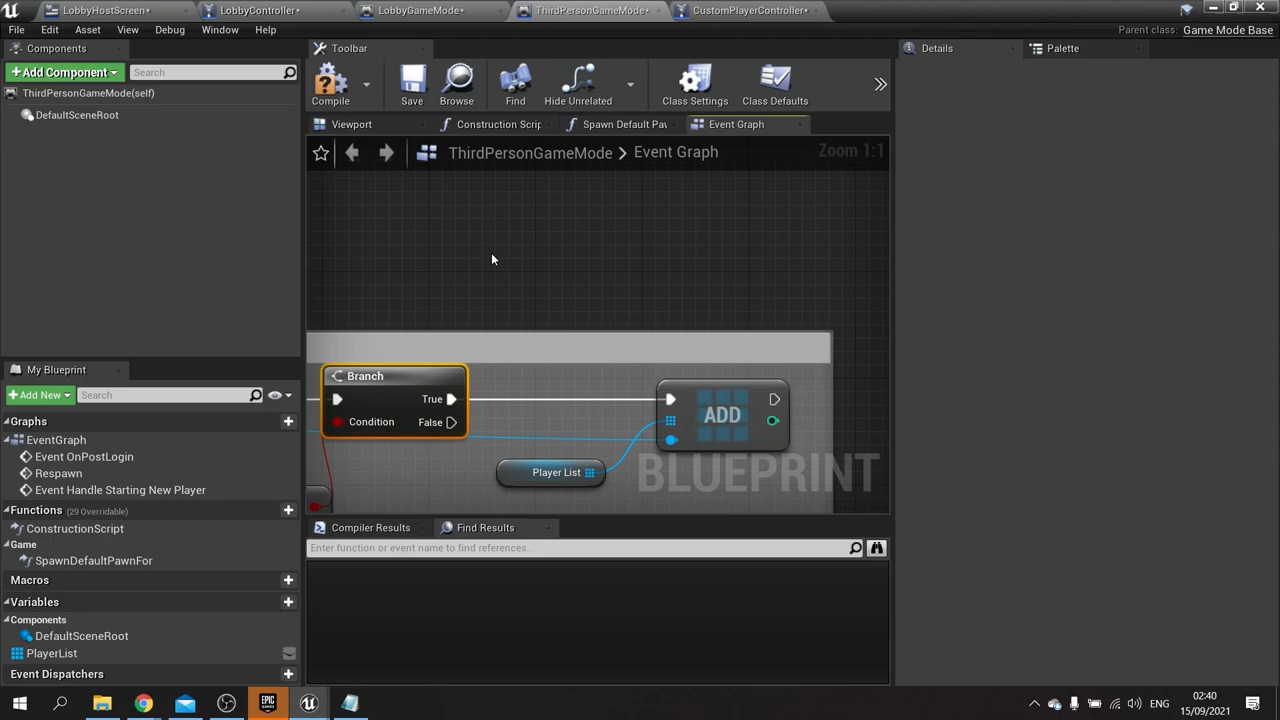 LobbyHostScreen*
LobbyController*
LobbyGameMode*
ThirdPersonGameMode*
CustomPlayerController*
File Edit Asset View Debug Window Help
Parent class: Game Mode Base
Components
Toolbar
Details
Palette
Add Component
Search
ThirdPersonGameMode(self)
DefaultSceneRoot
Compile
Save
Browse
Find
Hide Unrelated
Class Settings
Class Defaults
Viewport
Construction Scrip
Spawn Default Pav
Event Graph
ThirdPersonGameMode > Event Graph
Zoom 1:1
Branch
True
Condition
False
ADD
Player List
BLUEPRINT
My Blueprint
Add New
Search
Graphs
EventGraph
Event OnPostLogin
Respawn
Event Handle Starting New Player
Functions (29 Overridable)
ConstructionScript
Game
SpawnDefaultPawnFor
Macros
Variables
Components
DefaultSceneRoot
PlayerList
Event Dispatchers
Compiler Results
Find Results
Enter function or event name to find references...
EPIC GAMES
ENG
02:40
15/09/2021